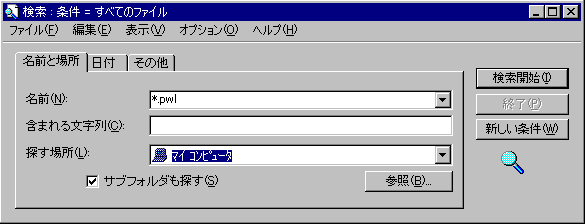 検索 : 条件 = すべてのファイル
ファイル(F) 編集(E) 表示(V) オプション(O) ヘルプ(H)
名前と場所 日付 その他
名前(N): *.pwl
含まれる文字列(C):
探す場所(L): マイ コンピュータ
サブフォルダも探す(S) 参照(B)...
検索開始(I)
終了(P)
新しい条件(W)